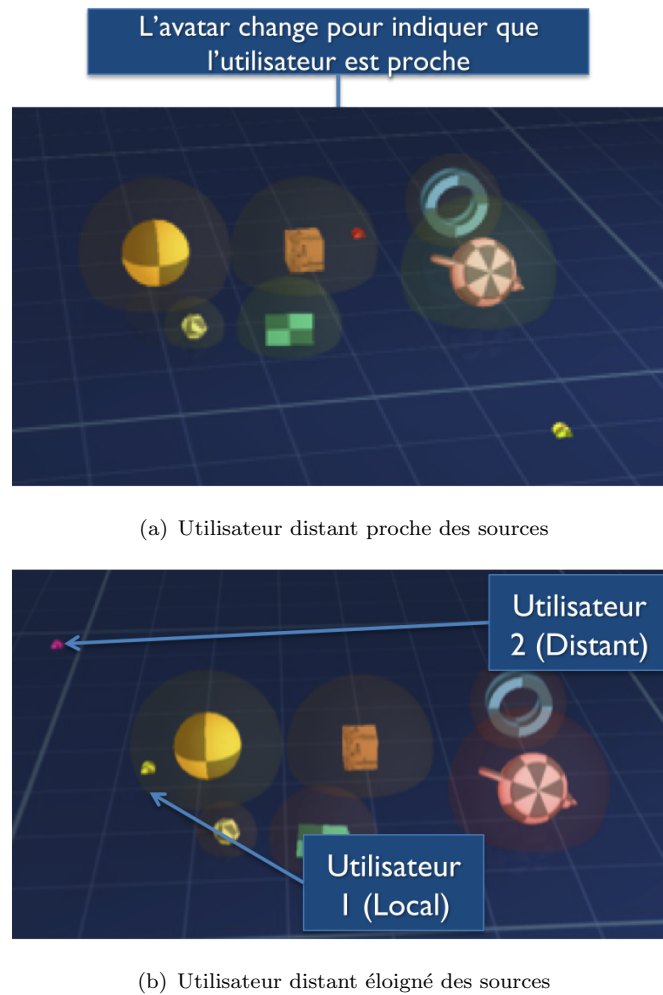 L'avatar change pour indiquer que
l'utilisateur est proche
(a) Utilisateur distant proche des sources
Utilisateur
2 (Distant)
Utilisateur
1 (Local)
(b) Utilisateur distant éloigné des sources